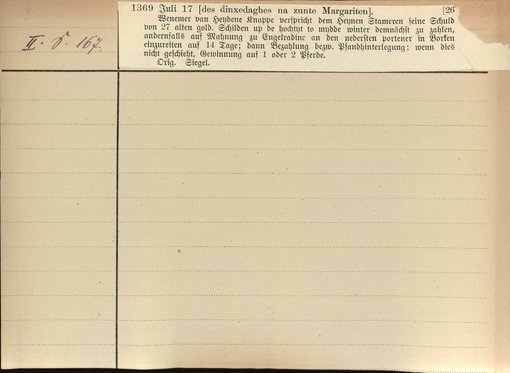 1369 Juli 17 [des dinxedaghes na zunte Margariten]. [26
Wenemer van Heydene Knappe verspricht dem Heynen Stameren seine Schuld
von 27 alten gold. Schilden up de hochtyt to mydde winter demnächst zu zahlen,
andernfalls auf Mahnung zu Engelradine an den nedersten portener in Borken
einzureiten auf 14 Tage; dann Bezahlung bezw. Pfandhinterlegung; wenn dies
nicht geschieht, Gewinnung auf 1 oder 2 Pferde.
Orig. Siegel.
II. S. 167.